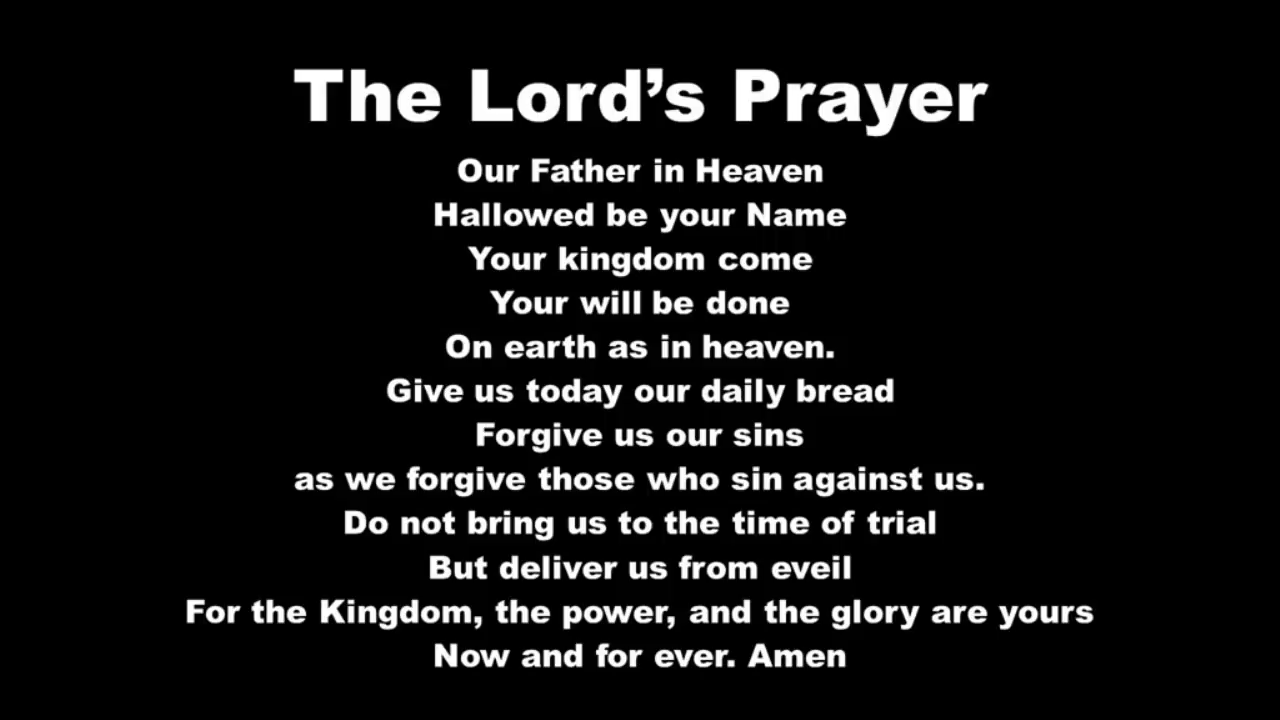 The Lord’s Prayer
Our Father in Heaven
Hallowed be your Name
Your kingdom come
Your will be done
On earth as in heaven.
Give us today our daily bread
Forgive us our sins
as we forgive those who sin against us.
Do not bring us to the time of trial
But deliver us from eveil
For the Kingdom, the power, and the glory are yours
Now and for ever. Amen